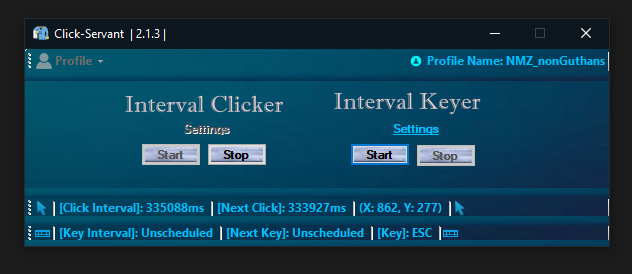 Click-Servant | 2.1.3 |
Profile Profile Name: NMZ_nonGuthans
Interval Clicker Interval Keyer
Settings Settings
Start Stop Start Stop
[Click Interval]: 335088ms [Next Click]: 333927ms (X: 862, Y: 277)
[Key Interval]: Unscheduled [Next Key]: Unscheduled [Key]: ESC